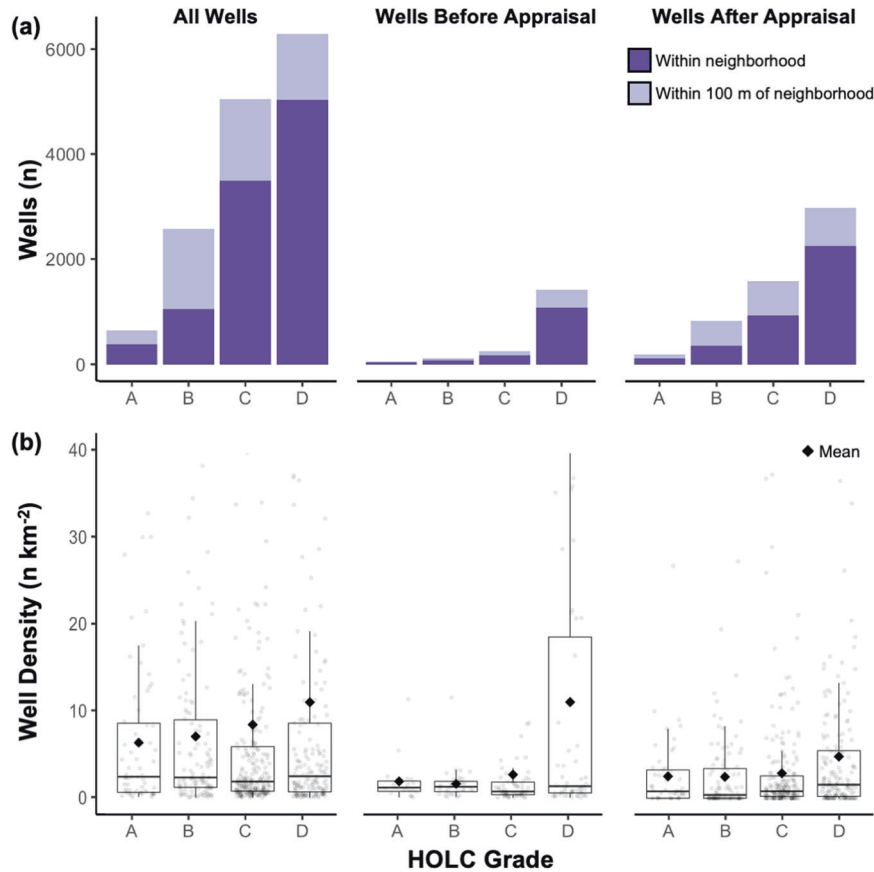 (a)
All Wells
Wells Before Appraisal
Wells After Appraisal
Within neighborhood
Within 100 m of neighborhood
Wells (n)
6000
4000
2000
0
A B C D
A B C D
A B C D
(b)
Mean
Well Density (n km-2)
40
30
20
10
0
A B C D
A B C D
A B C D
HOLC Grade